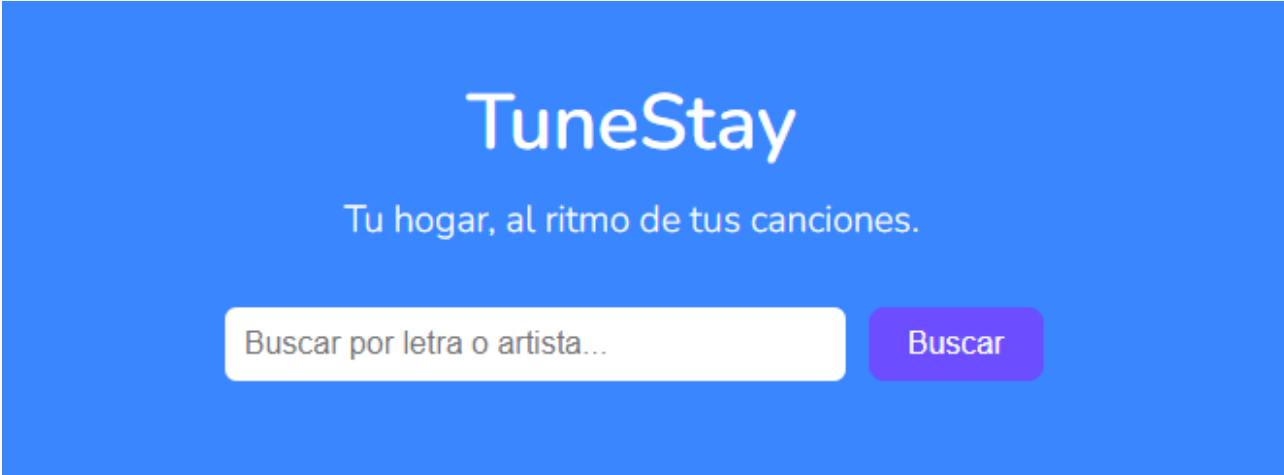 TuneStay
Tu hogar, al ritmo de tus canciones.
Buscar por letra o artista...
Buscar